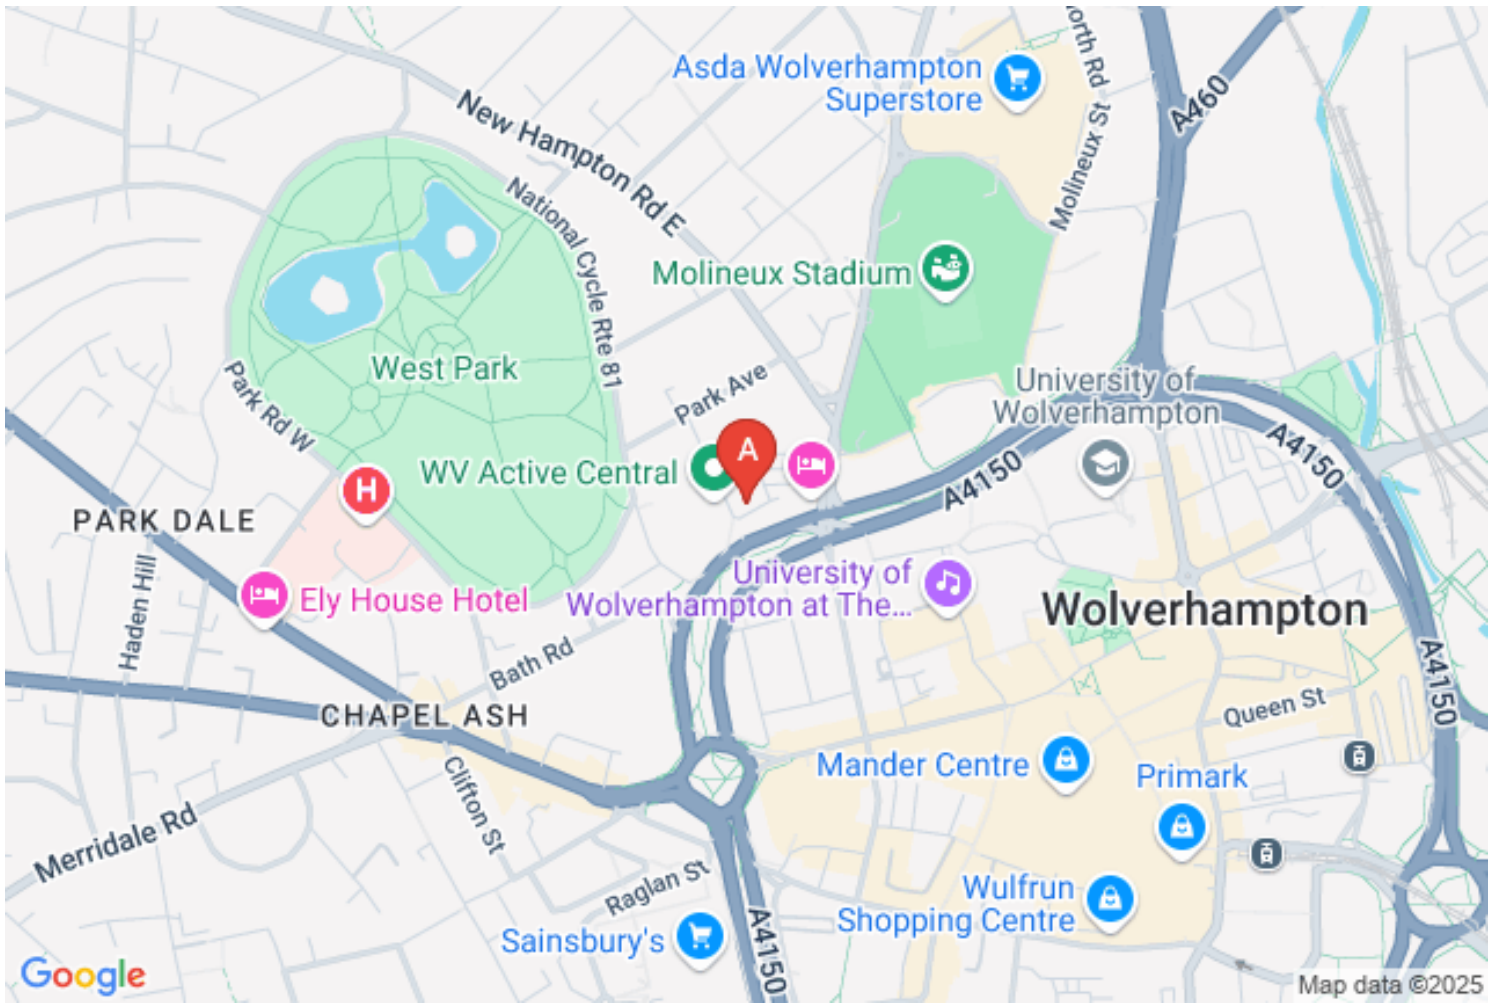 Asda Wolverhampton
Superstore
North Rd
A460
New Hampton Rd E
Molineux St
National Cycle Rte 81
Molineux Stadium
West Park
Park Ave
University of
Wolverhampton
Park Rd W
A4150
WV Active Central
A
H
A4150
PARK DALE
Haden Hill
Ely House Hotel
University of
Wolverhampton at The...
Wolverhampton
Bath Rd
A4150
CHAPEL ASH
Queen St
Mander Centre
Primark
Clifton St
Merridale Rd
Raglan St
Wulfrun
Shopping Centre
Sainsbury's
A4150
Google
Map data ©2025